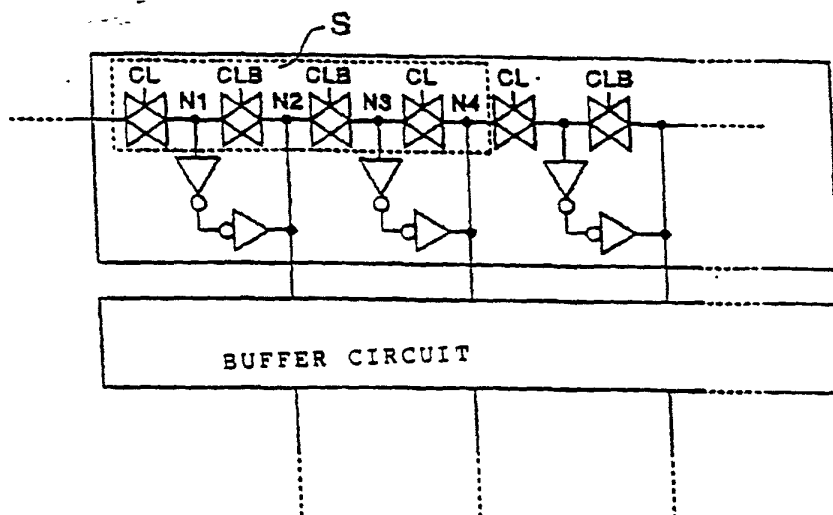 S
CL CLB CLB CL CL CLB
N1 N2 N3 N4
BUFFER CIRCUIT